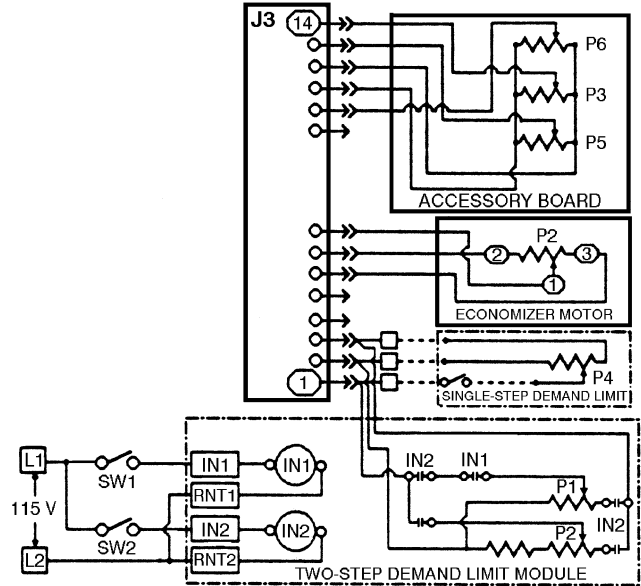 J3
14
P6
P3
P5
ACCESSORY BOARD
P2
2
3
1
ECONOMIZER MOTOR
1
P4
SINGLE-STEP DEMAND LIMIT
L1
SW1
IN1
IN1
RNT1
115 V
IN2
IN1
P1
IN2
SW2
IN2
IN2
P2
L2
RNT2
TWO-STEP DEMAND LIMIT MODULE